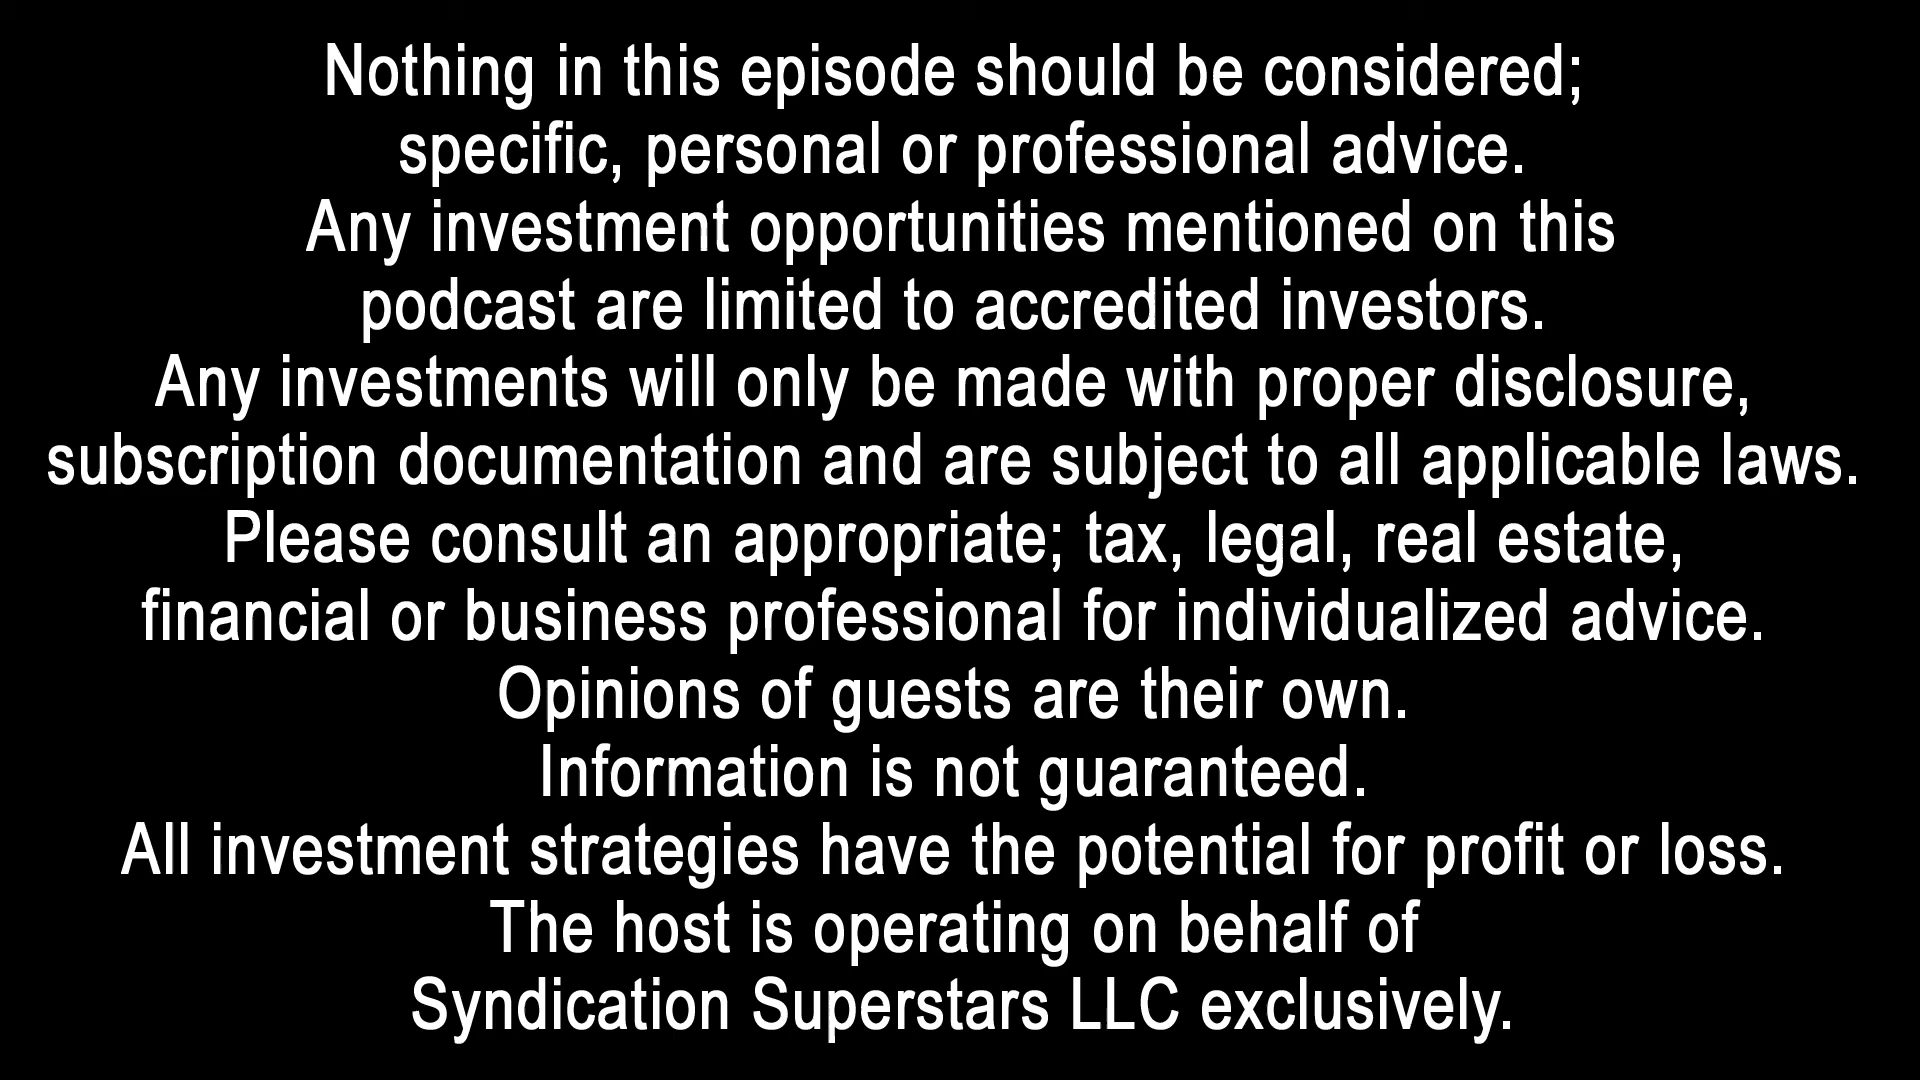 Nothing in this episode should be considered;
specific, personal or professional advice.
Any investment opportunities mentioned on this
podcast are limited to accredited investors.
Any investments will only be made with proper disclosure,
subscription documentation and are subject to all applicable laws.
Please consult an appropriate; tax, legal, real estate,
financial or business professional for individualized advice.
Opinions of guests are their own.
Information is not guaranteed.
All investment strategies have the potential for profit or loss.
The host is operating on behalf of
Syndication Superstars LLC exclusively.